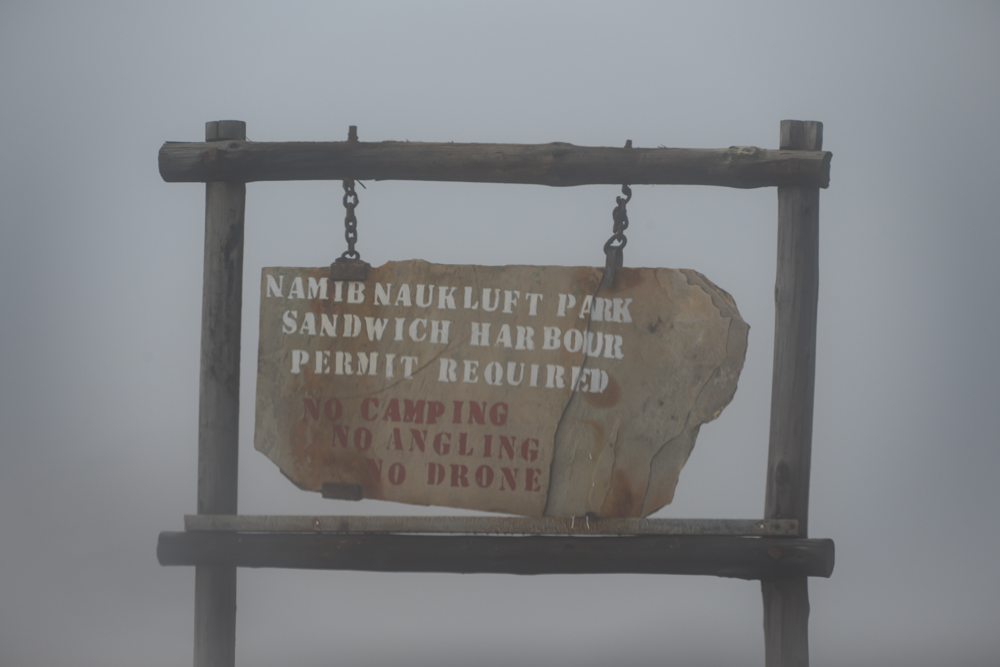 NAMIB NAUKLUFT PARK
SANDWICH HARBOUR
PERMIT REQUIRED
NO CAMPING
NO ANGLING
NO DRONE